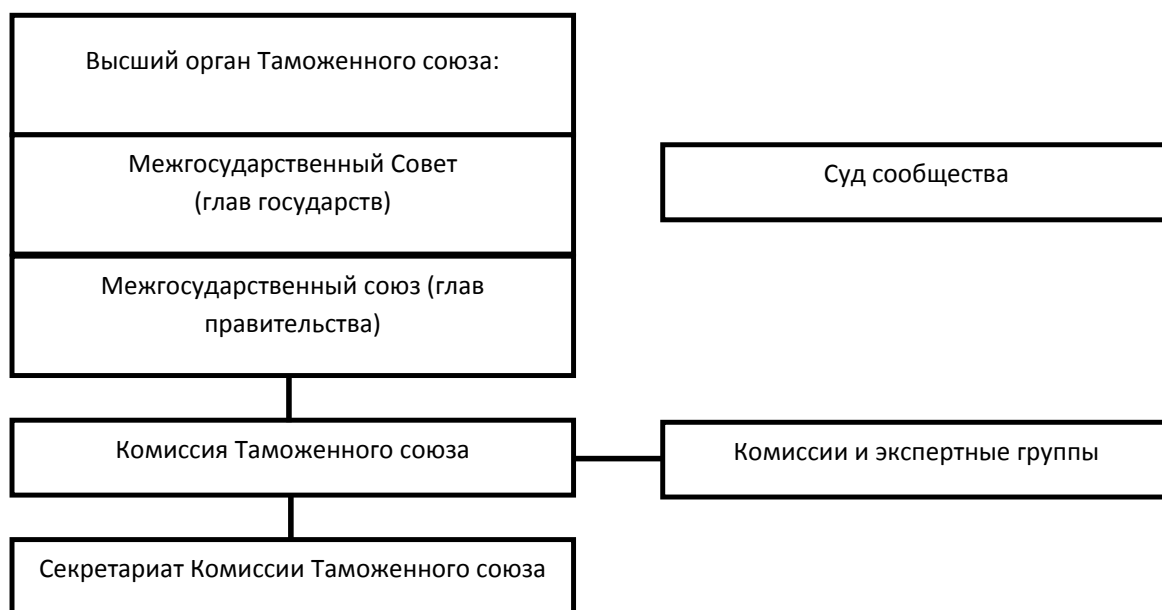 Высший орган Таможенного союза:
Межгосударственный Совет
(глав государств)
Суд сообщества
Межгосударственный союз (глав
правительства)
Комиссия Таможенного союза
Комиссии и экспертные группы
Секретариат Комиссии Таможенного союза